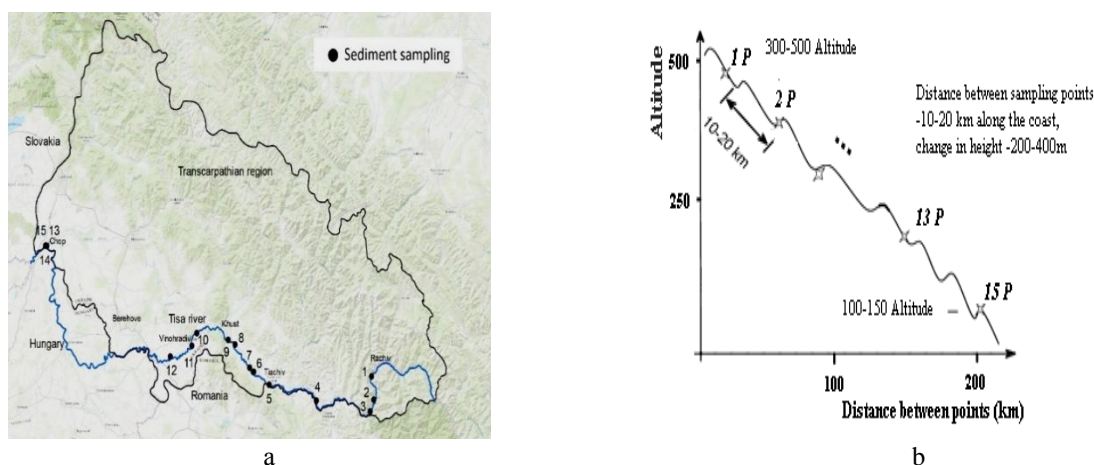 Sediment sampling
Slovakia
Transcarpathian region
15 13
Chop
14
Tisa river
Khust
Berehove
Vinohradiv
10
8
Hungary
9
11
7
12
6
Tiachiv
Rachiv
1
Romania
5
4
2
3
a
Altitude
500
250
1 P
300-500 Altitude
2 P
10-20 km
Distance between sampling points
-10-20 km along the coast,
change in height -200-400m
13 P
15 P
100-150 Altitude
100
200
Distance between points (km)
b